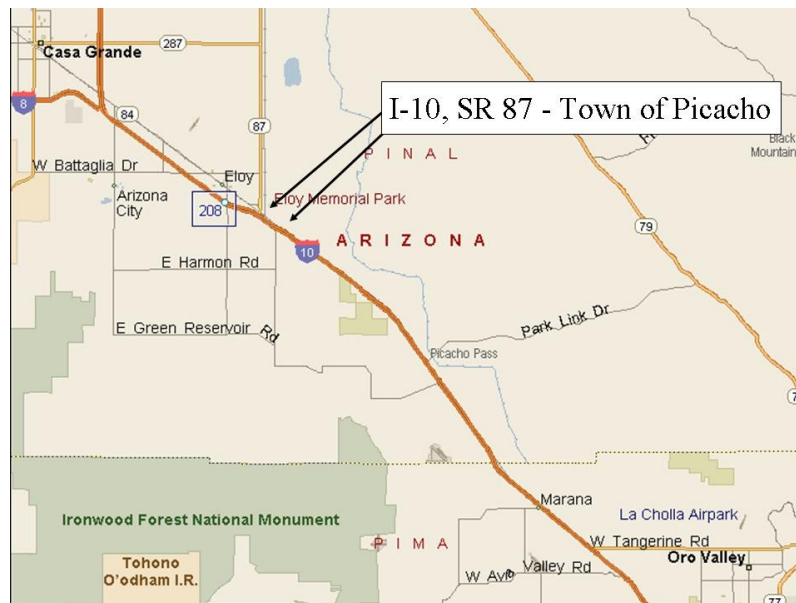 Casa Grande
287
8
84
87
I-10, SR 87 - Town of Picacho
PINAL
Black
Mountain
W Battaglia Dr
Eloy
Arizona
City
208
Eloy Memorial Park
79
ARIZONA
10
E Harmon Rd
E Green Reservoir Rd
Park Link Dr
Picacho Pass
Marana
La Cholla Airpark
Ironwood Forest National Monument
PIMA
W Tangerine Rd
Oro Valley
Tohono
O'odham I.R.
W Avra Valley Rd
77